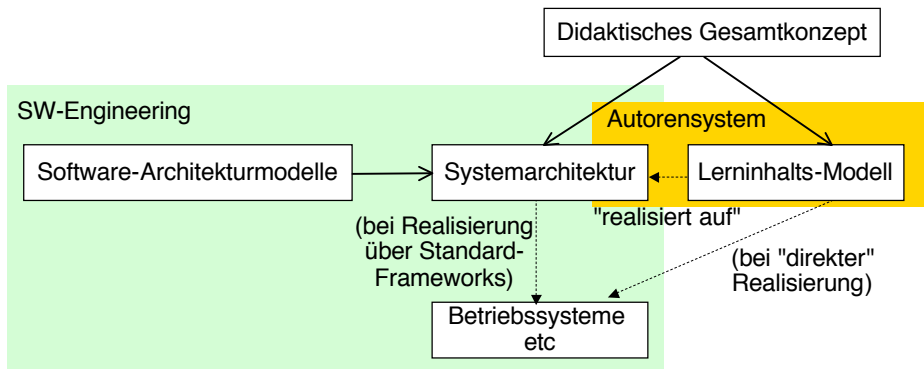 Didaktisches Gesamtkonzept
SW-Engineering
Autorensystem
Software-Architekturmodelle
Systemarchitektur
Lerninhalts-Modell
"realisiert auf"
(bei Realisierung
über Standard-
Frameworks)
(bei "direkter"
Realisierung)
Betriebssysteme
etc